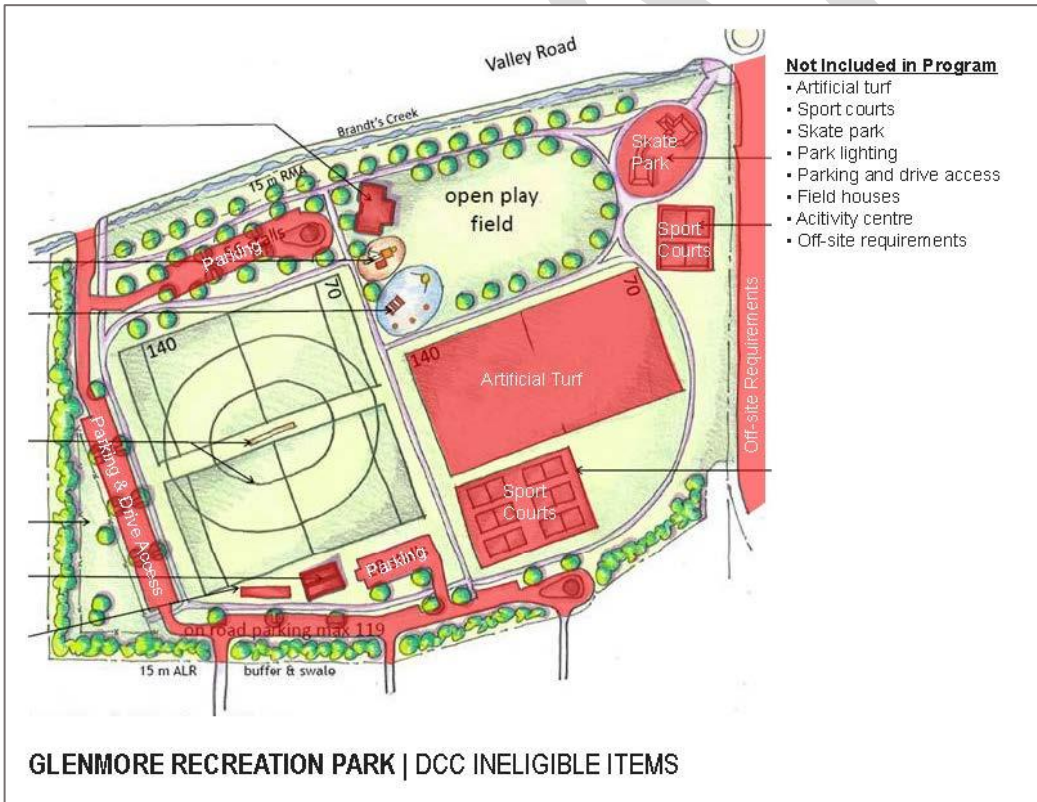 Valley Road
Brandt's Creek
15 m RMA
Skate
Park
open play
field
Sport
Courts
Parking
70
140
70
140
Artificial Turf
Off-site Requirements
Parking & Drive Access
Sport
Courts
Parking
on road parking max 119
15 m ALR
buffer & swale
Not Included in Program
• Artificial turf
• Sport courts
• Skate park
• Park lighting
• Parking and drive access
• Field houses
• Acitivity centre
• Off-site requirements
GLENMORE RECREATION PARK | DCC INELIGIBLE ITEMS